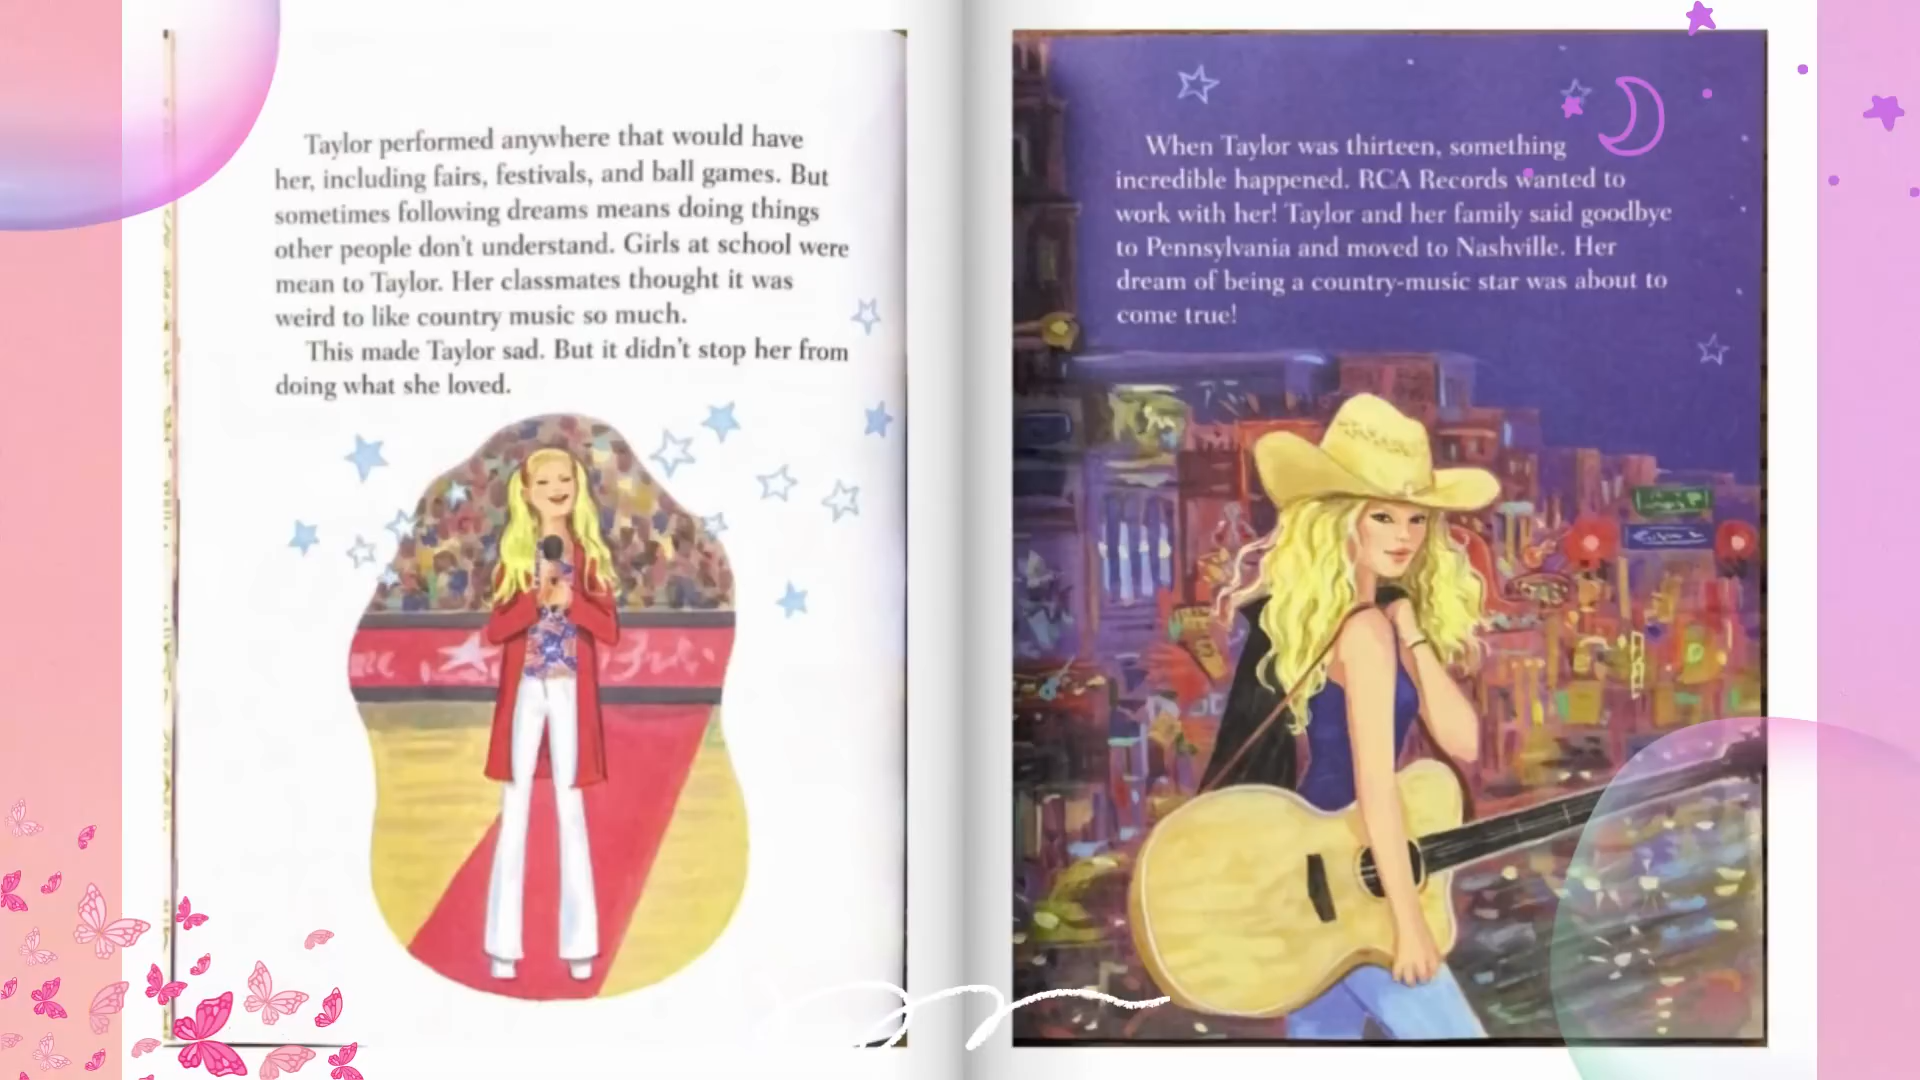 Taylor performed anywhere that would have
her, including fairs, festivals, and ball games. But
sometimes following dreams means doing things
other people don't understand. Girls at school were
mean to Taylor. Her classmates thought it was
weird to like country music so much.
This made Taylor sad. But it didn't stop her from
doing what she loved.
When Taylor was thirteen, something
incredible happened. RCA Records wanted to
work with her! Taylor and her family said goodbye
to Pennsylvania and moved to Nashville. Her
dream of being a country-music star was about to
come true!